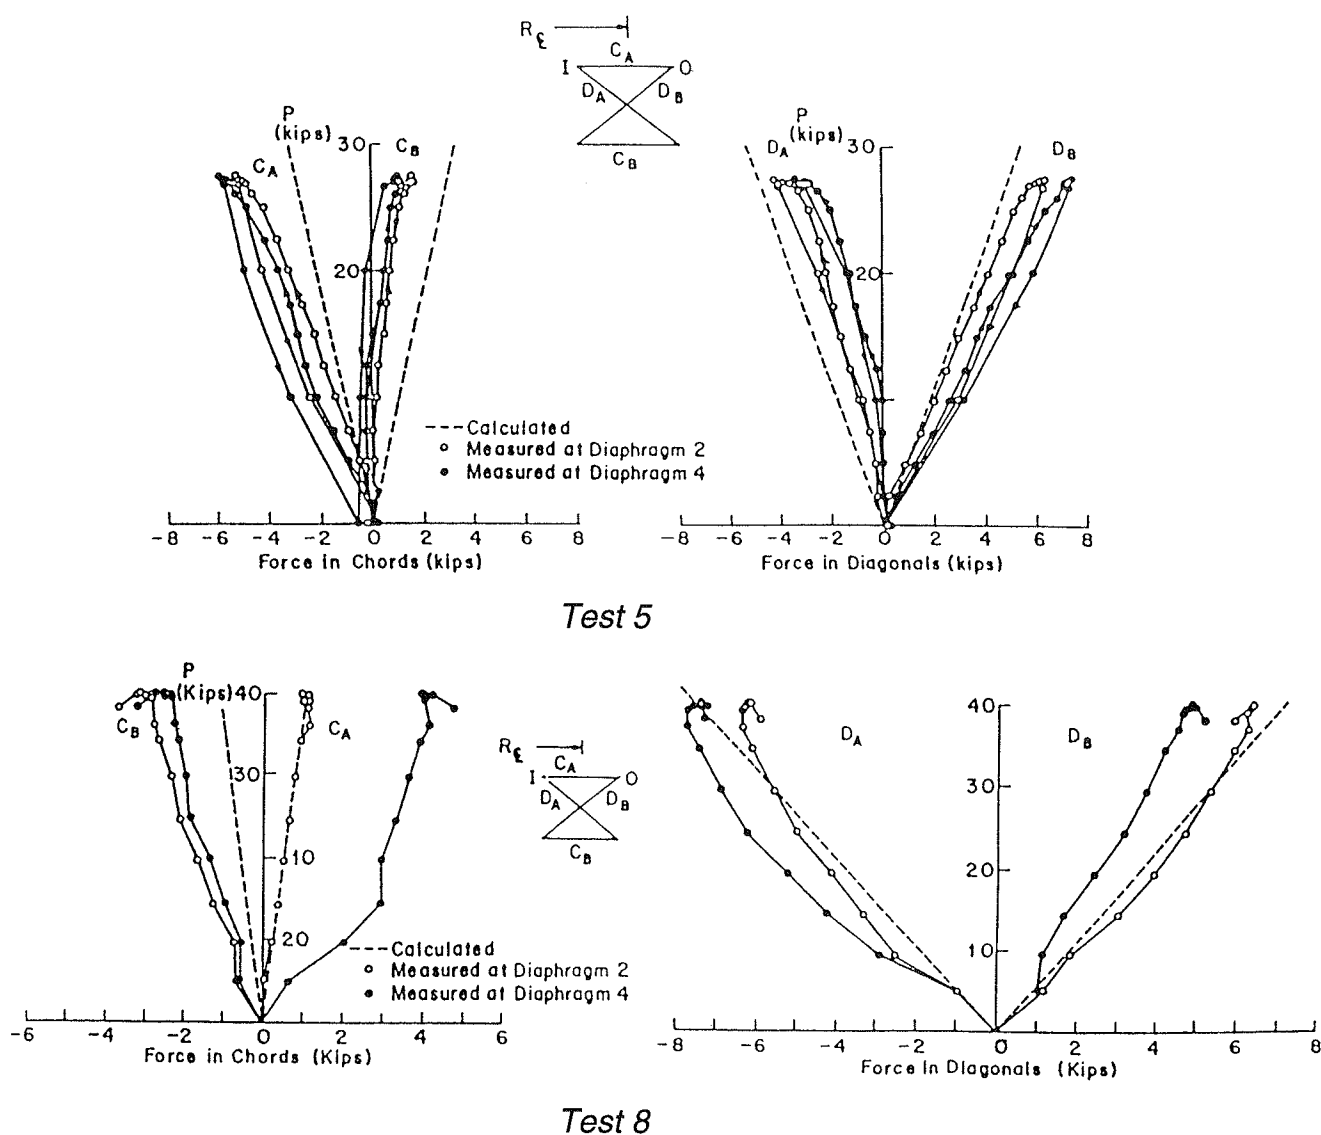 R℄
C_A
I O
D_A D_B
C_B
P
(kips)
30
C_A
C_B
20
---Calculated
o Measured at Diaphragm 2
• Measured at Diaphragm 4
-8 -6 -4 -2 0 2 4 6 8
Force in Chords (kips)
P
(kips)
30
D_A
D_B
20
-8 -6 -4 -2 0 2 4 6 8
Force in Diagonals (kips)
Test 5
P
(Kips)
40
C_B
C_A
30
10
20
---Calculated
o Measured at Diaphragm 2
• Measured at Diaphragm 4
-6 -4 -2 0 2 4 6
Force in Chords (Kips)
R℄
C_A
I O
D_A D_B
C_B
40
D_A
D_B
30
20
10
-8 -6 -4 -2 0 2 4 6 8
Force In Diagonals (Kips)
Test 8